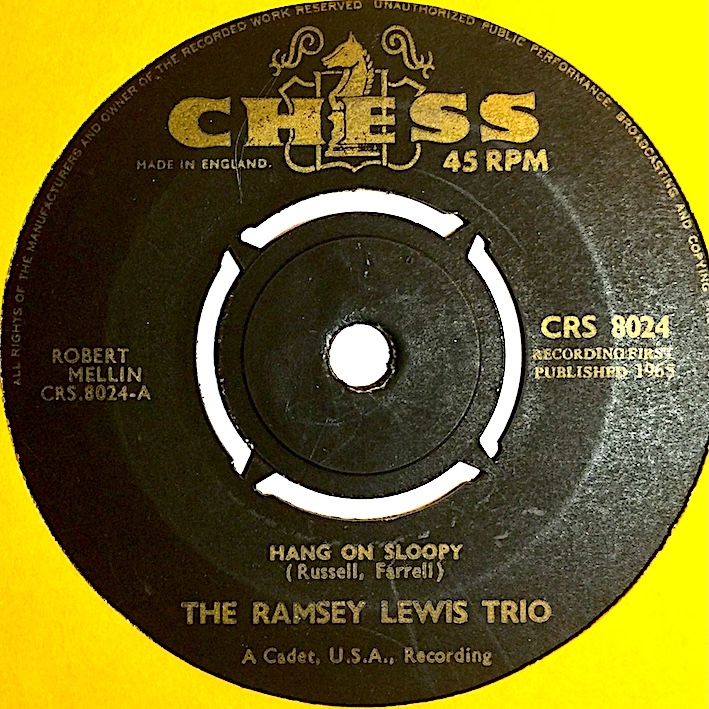 ALL RIGHTS OF THE MANUFACTURERS AND OWNER OF THE RECORDED WORK RESERVED UNAUTHORIZED PUBLIC PERFORMANCE, BROADCASTING AND COPYING
CHESS
MADE IN ENGLAND.
45 RPM
CRS 8024
RECORDING FIRST
PUBLISHED 1965
ROBERT
MELLIN
CRS.8024-A
HANG ON SLOOPY
(Russell, Farrell)
THE RAMSEY LEWIS TRIO
A Cadet, U.S.A., Recording